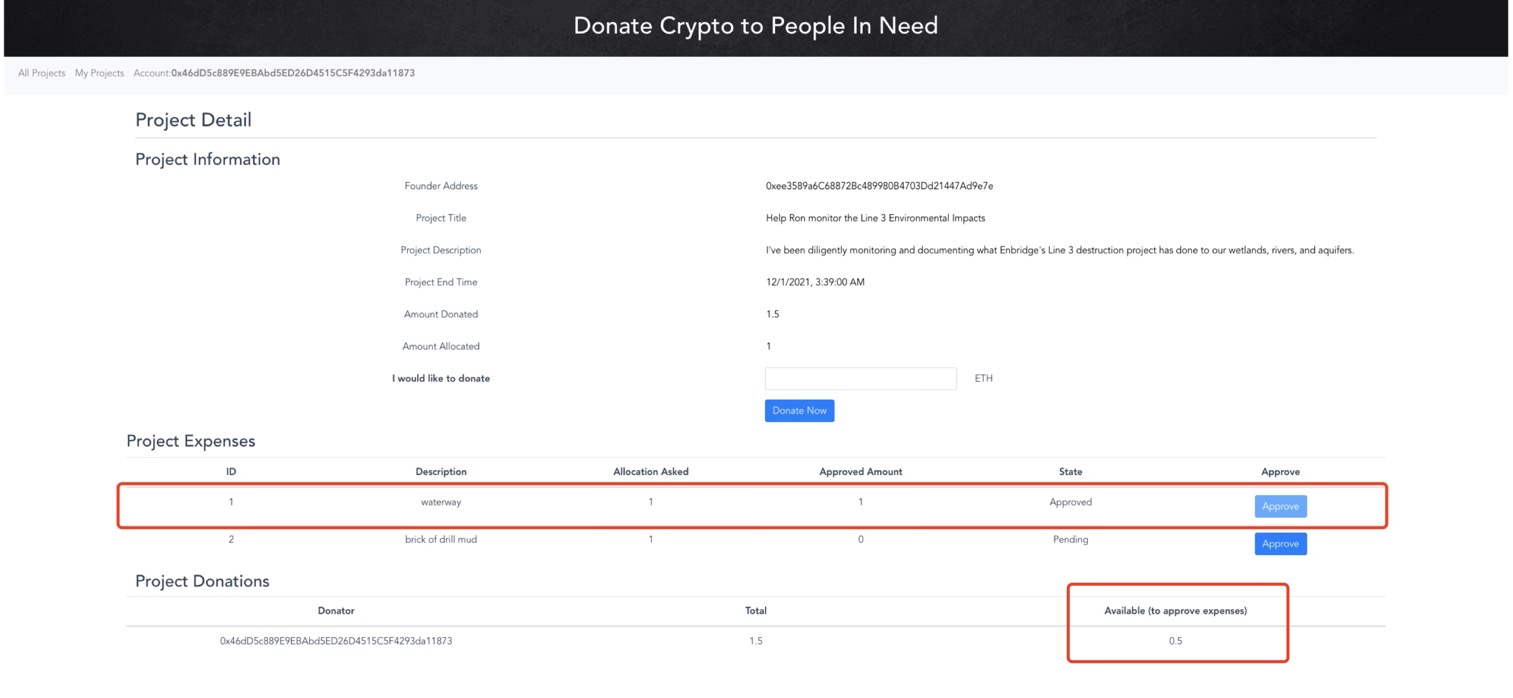 Donate Crypto to People In Need
All Projects My Projects Account:0x46dD5c889E9EBAbd5ED26D4515C5F4293da11873
Project Detail
Project Information
Founder Address 0xee3589a6C68872Bc489980B4703Dd21447Ad9e7e
Project Title Help Ron monitor the Line 3 Environmental Impacts
Project Description I've been diligently monitoring and documenting what Enbridge's Line 3 destruction project has done to our wetlands, rivers, and aquifers.
Project End Time 12/1/2021, 3:39:00 AM
Amount Donated 1.5
Amount Allocated 1
I would like to donate ETH
Donate Now
Project Expenses
ID Description Allocation Asked Approved Amount State Approve
1 waterway 1 1 Approved Approve
2 brick of drill mud 1 0 Pending Approve
Project Donations
Donator Total Available (to approve expenses)
0x46dD5c889E9EBAbd5ED26D4515C5F4293da11873 1.5 0.5